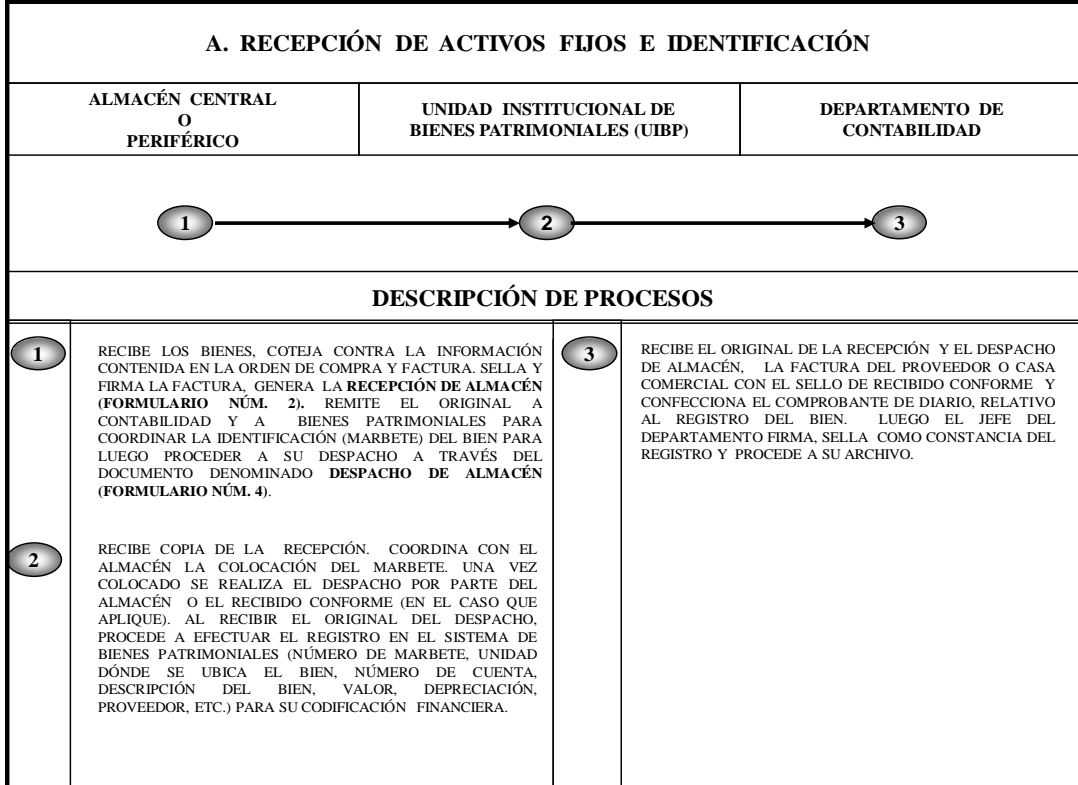 A. RECEPCIÓN DE ACTIVOS FIJOS E IDENTIFICACIÓN
ALMACÉN CENTRAL
O
PERIFÉRICO
UNIDAD INSTITUCIONAL DE
BIENES PATRIMONIALES (UIBP)
DEPARTAMENTO DE
CONTABILIDAD
1
2
3
DESCRIPCIÓN DE PROCESOS
1
RECIBE LOS BIENES, COTEJA CONTRA LA INFORMACIÓN
CONTENIDA EN LA ORDEN DE COMPRA Y FACTURA. SELLA Y
FIRMA LA FACTURA, GENERA LA RECEPCIÓN DE ALMACÉN
(FORMULARIO NÚM. 2). REMITE EL ORIGINAL A
CONTABILIDAD Y A BIENES PATRIMONIALES PARA
COORDINAR LA IDENTIFICACIÓN (MARBETE) DEL BIEN PARA
LUEGO PROCEDER A SU DESPACHO A TRAVÉS DEL
DOCUMENTO DENOMINADO DESPACHO DE ALMACÉN
(FORMULARIO NÚM. 4).
2
RECIBE COPIA DE LA RECEPCIÓN. COORDINA CON EL
ALMACÉN LA COLOCACIÓN DEL MARBETE. UNA VEZ
COLOCADO SE REALIZA EL DESPACHO POR PARTE DEL
ALMACÉN O EL RECIBIDO CONFORME (EN EL CASO QUE
APLIQUE). AL RECIBIR EL ORIGINAL DEL DESPACHO,
PROCEDE A EFECTUAR EL REGISTRO EN EL SISTEMA DE
BIENES PATRIMONIALES (NÚMERO DE MARBETE, UNIDAD
DÓNDE SE UBICA EL BIEN, NÚMERO DE CUENTA,
DESCRIPCIÓN DEL BIEN, VALOR, DEPRECIACIÓN,
PROVEEDOR, ETC.) PARA SU CODIFICACIÓN FINANCIERA.
3
RECIBE EL ORIGINAL DE LA RECEPCIÓN Y EL DESPACHO
DE ALMACÉN, LA FACTURA DEL PROVEEDOR O CASA
COMERCIAL CON EL SELLO DE RECIBIDO CONFORME Y
CONFECCIONA EL COMPROBANTE DE DIARIO, RELATIVO
AL REGISTRO DEL BIEN. LUEGO EL JEFE DEL
DEPARTAMENTO FIRMA, SELLA COMO CONSTANCIA DEL
REGISTRO Y PROCEDE A SU ARCHIVO.